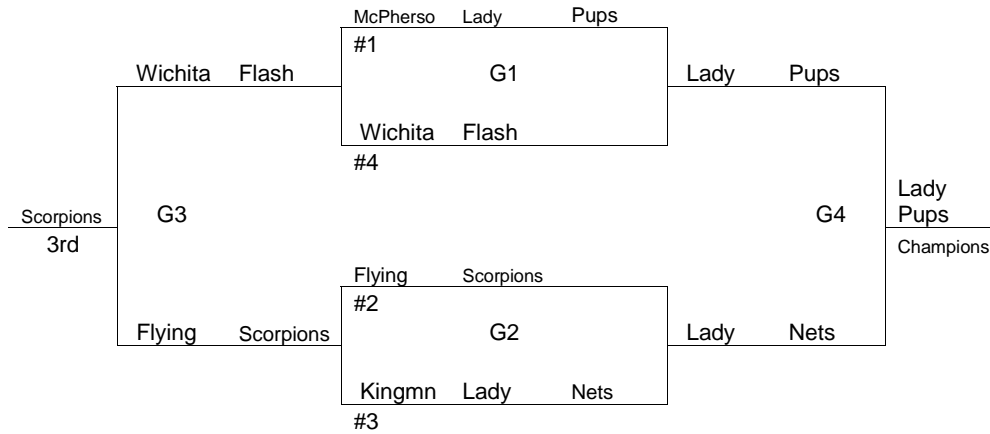 McPherso Lady Pups
#1
Wichita Flash G1 Lady Pups
Wichita Flash
#4
Lady
Scorpions G3 G4 Pups
3rd Champions
Flying Scorpions
#2
Flying Scorpions G2 Lady Nets
Kingmn Lady Nets
#3